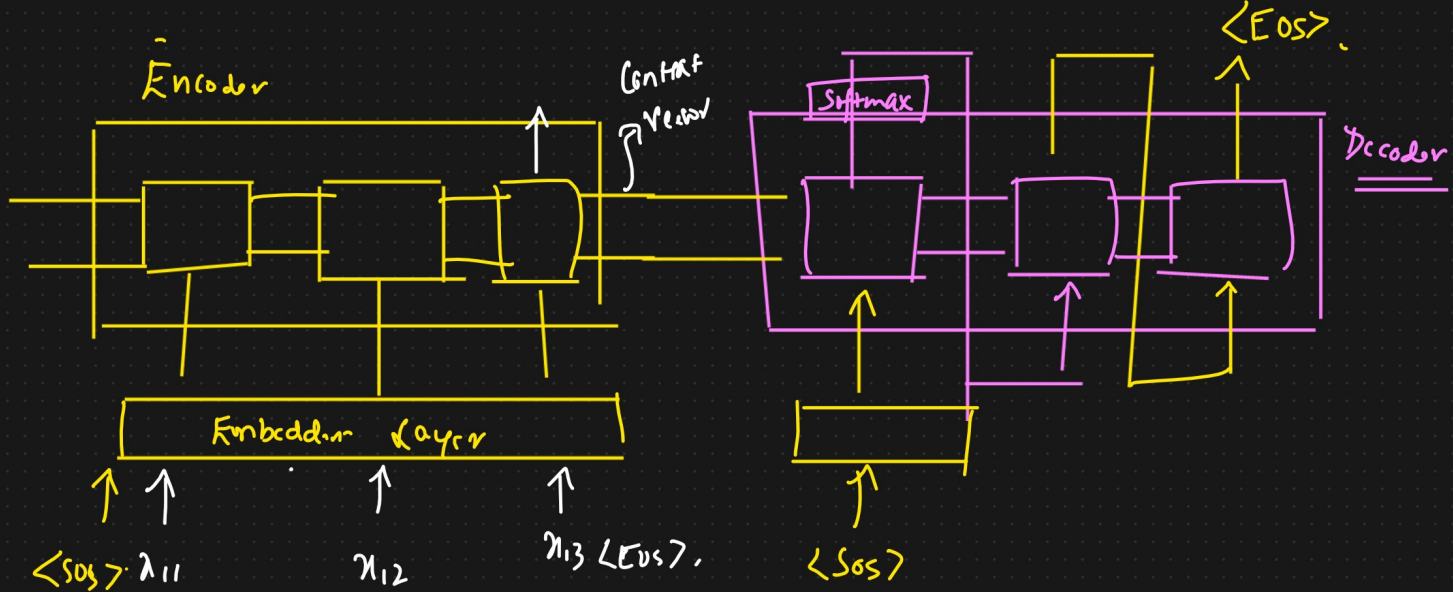 Encoder
Context
vector
<EOS>.
Softmax
Decoder
Embedding Layer
<SOS>. x11
x12
x13 <EOS>.
<SOS>